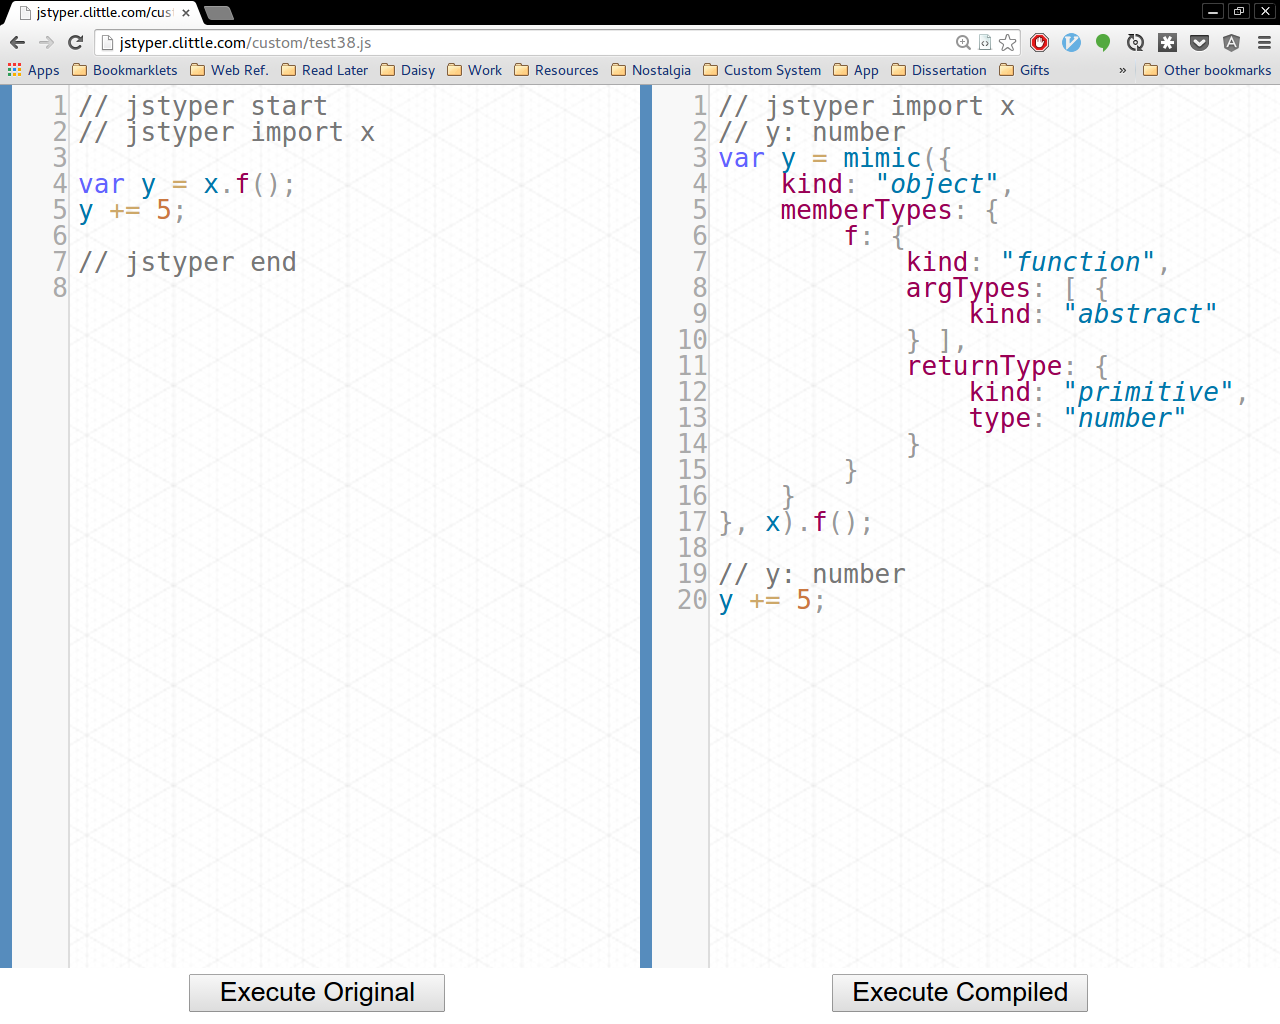 jstyper.clittle.com/cus
jstyper.clittle.com/custom/test38.js
Apps Bookmarklets Web Ref. Read Later Daisy Work Resources Nostalgia Custom System App Dissertation Gifts » Other bookmarks
1 // jstyper start
2 // jstyper import x
3
4 var y = x.f();
5 y += 5;
6
7 // jstyper end
8
1 // jstyper import x
2 // y: number
3 var y = mimic({
4     kind: "object",
5     memberTypes: {
6         f: {
7             kind: "function",
8             argTypes: [ {
9                 kind: "abstract"
10             } ],
11             returnType: {
12                 kind: "primitive",
13                 type: "number"
14             }
15         }
16     }
17 }, x).f();
18
19 // y: number
20 y += 5;
Execute Original
Execute Compiled